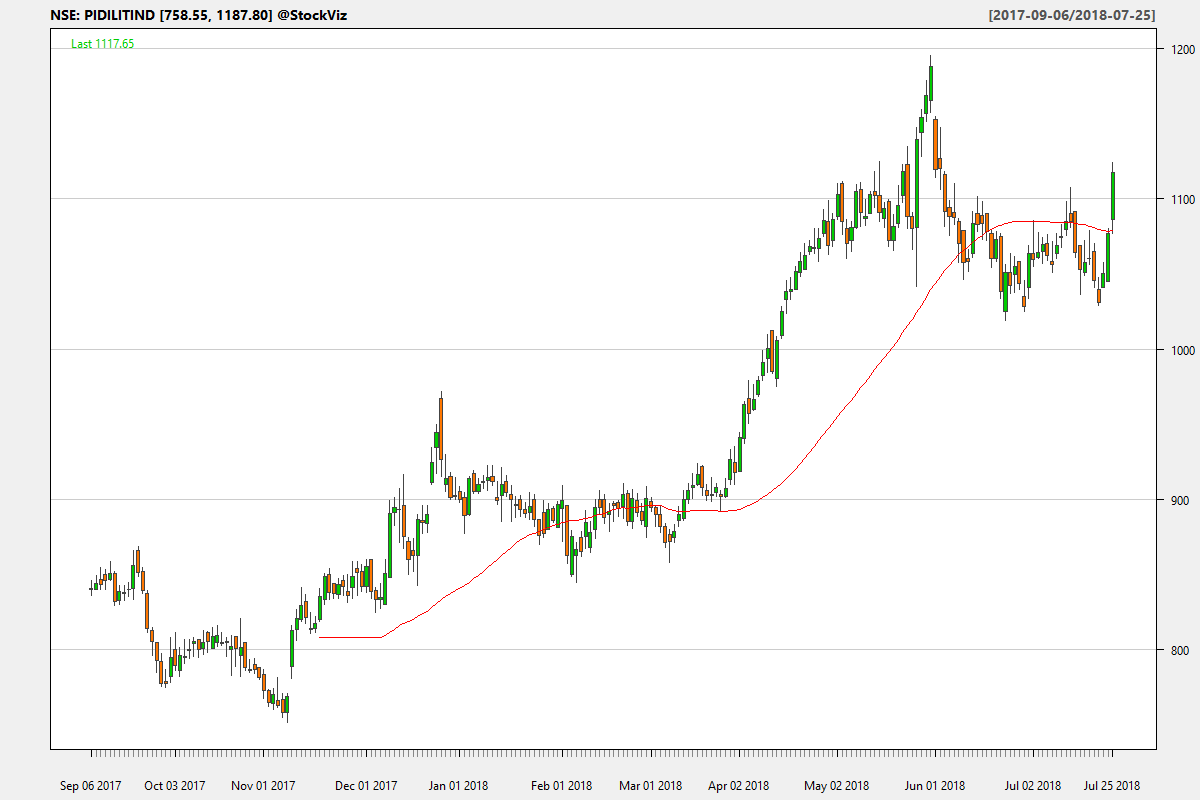 NSE: PIDILITIND [758.55, 1187.80] @StockViz
[2017-09-06/2018-07-25]
Last 1117.65
1200
1100
1000
900
800
Sep 06 2017
Oct 03 2017
Nov 01 2017
Dec 01 2017
Jan 01 2018
Feb 01 2018
Mar 01 2018
Apr 02 2018
May 02 2018
Jun 01 2018
Jul 02 2018
Jul 25 2018